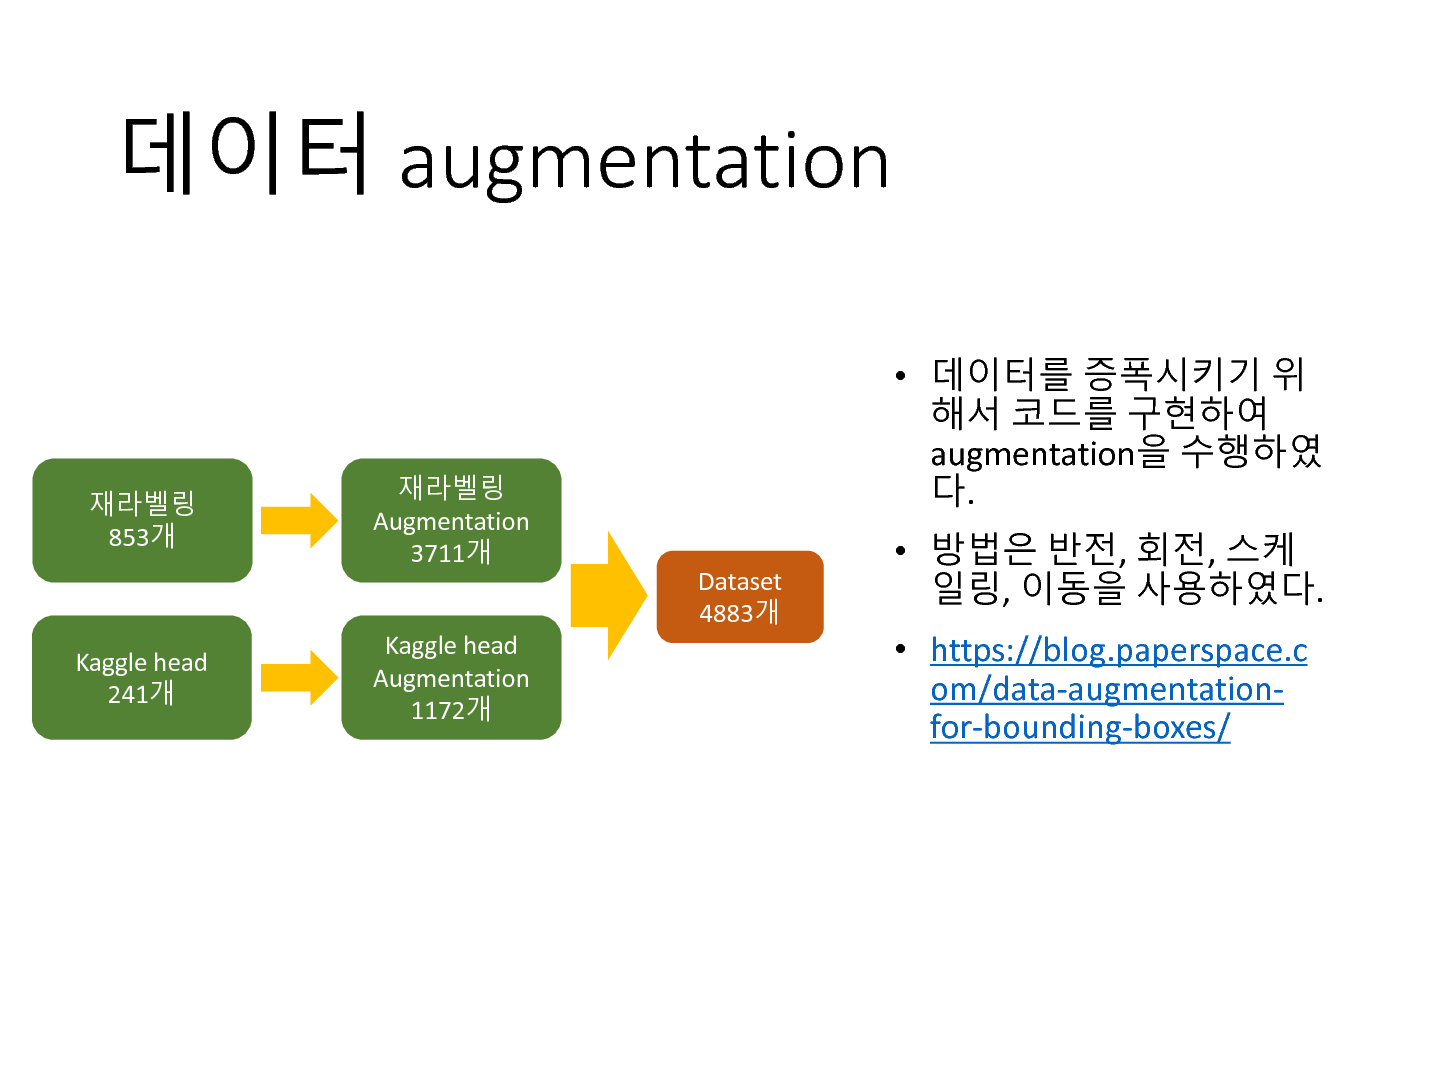 데이터 augmentation
재라벨링
853개
재라벨링
Augmentation
3711개
Kaggle head
241개
Kaggle head
Augmentation
1172개
Dataset
4883개
• 데이터를 증폭시키기 위
해서 코드를 구현하여
augmentation을 수행하였
다.
• 방법은 반전, 회전, 스케
일링, 이동을 사용하였다.
• https://blog.paperspace.c
om/data-augmentation-
for-bounding-boxes/